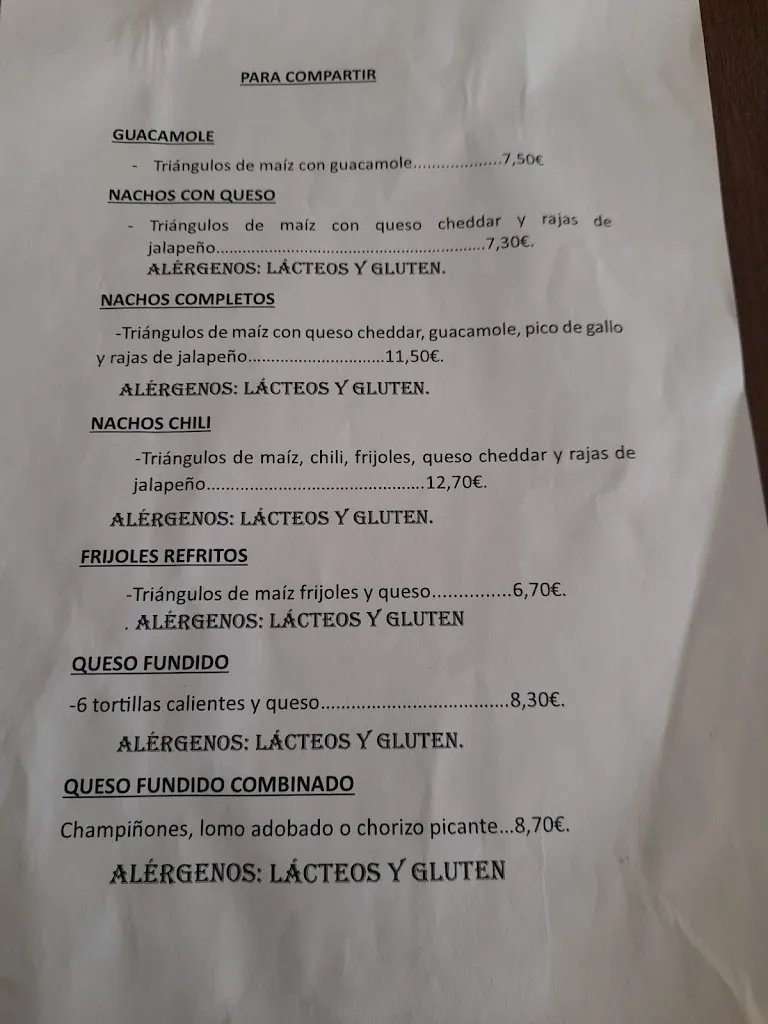 PARA COMPARTIR
GUACAMOLE
- Triángulos de maíz con guacamole...................7,50€
NACHOS CON QUESO
- Triángulos de maíz con queso cheddar y rajas de
jalapeño............................................................7,30€.
ALÉRGENOS: LÁCTEOS Y GLUTEN.
NACHOS COMPLETOS
-Triángulos de maíz con queso cheddar, guacamole, pico de gallo
y rajas de jalapeño..............................11,50€.
ALÉRGENOS: LÁCTEOS Y GLUTEN.
NACHOS CHILI
-Triángulos de maíz, chili, frijoles, queso cheddar y rajas de
jalapeño..............................................12,70€.
ALÉRGENOS: LÁCTEOS Y GLUTEN.
FRIJOLES REFRITOS
-Triángulos de maíz frijoles y queso...............6,70€.
. ALÉRGENOS: LÁCTEOS Y GLUTEN
QUESO FUNDIDO
-6 tortillas calientes y queso.....................................8,30€.
ALÉRGENOS: LÁCTEOS Y GLUTEN.
QUESO FUNDIDO COMBINADO
Champiñones, lomo adobado o chorizo picante...8,70€.
ALÉRGENOS: LÁCTEOS Y GLUTEN